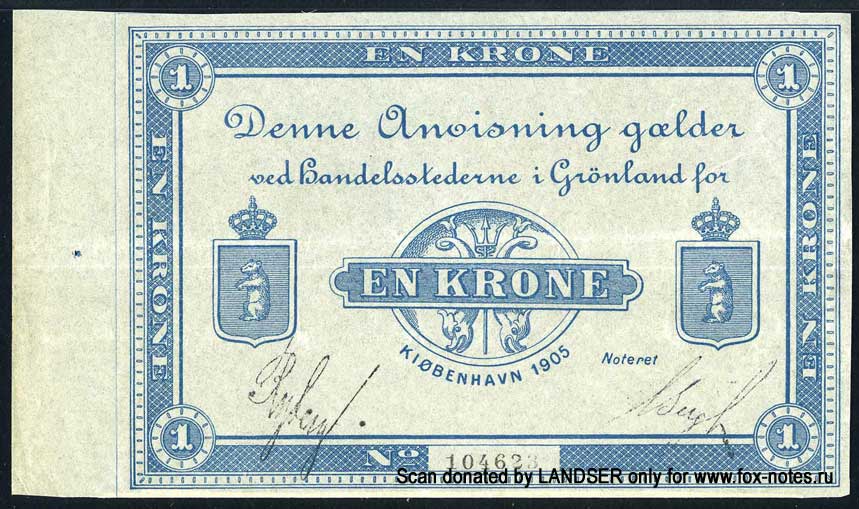 EN KRONE
1 1
Denne Anvisning gælder
ved Handelsstederne i Grönland for
EN KRONE
EN KRONE
EN KRONE
KJØBENHAVN 1905
Noteret
Ryberg.
1 1
No 104623
Scan donated by LANDSER only for www.fox-notes.ru